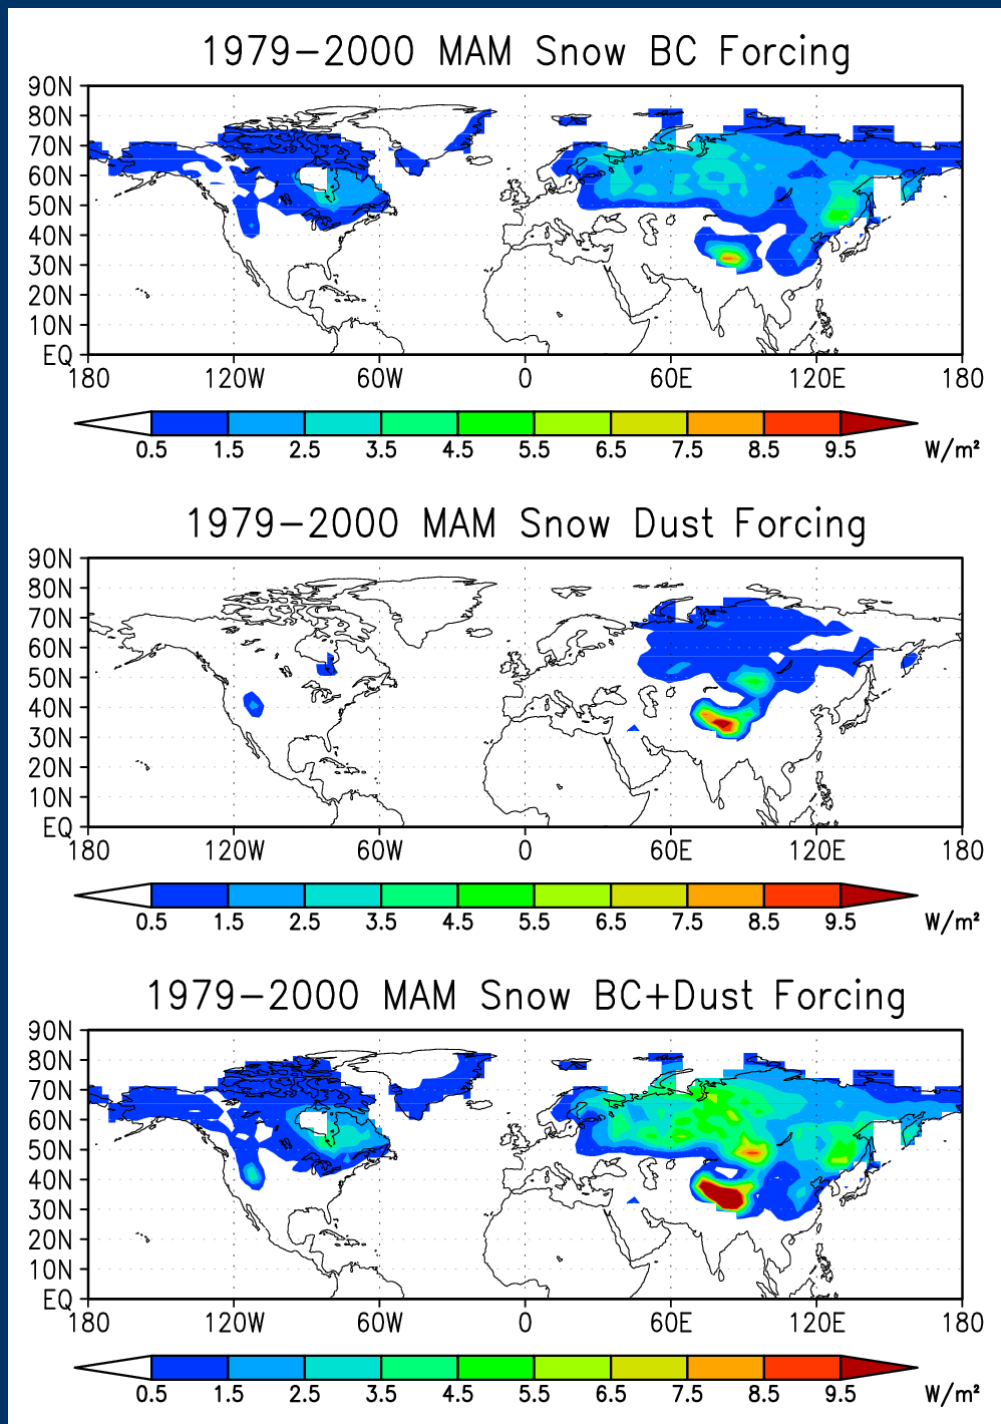 1979-2000 MAM Snow BC Forcing
90N
80N
70N
60N
50N
40N
30N
20N
10N
EQ
180 120W 60W 0 60E 120E 180
0.5 1.5 2.5 3.5 4.5 5.5 6.5 7.5 8.5 9.5 W/m²
1979-2000 MAM Snow Dust Forcing
90N
80N
70N
60N
50N
40N
30N
20N
10N
EQ
180 120W 60W 0 60E 120E 180
0.5 1.5 2.5 3.5 4.5 5.5 6.5 7.5 8.5 9.5 W/m²
1979-2000 MAM Snow BC+Dust Forcing
90N
80N
70N
60N
50N
40N
30N
20N
10N
EQ
180 120W 60W 0 60E 120E 180
0.5 1.5 2.5 3.5 4.5 5.5 6.5 7.5 8.5 9.5 W/m²